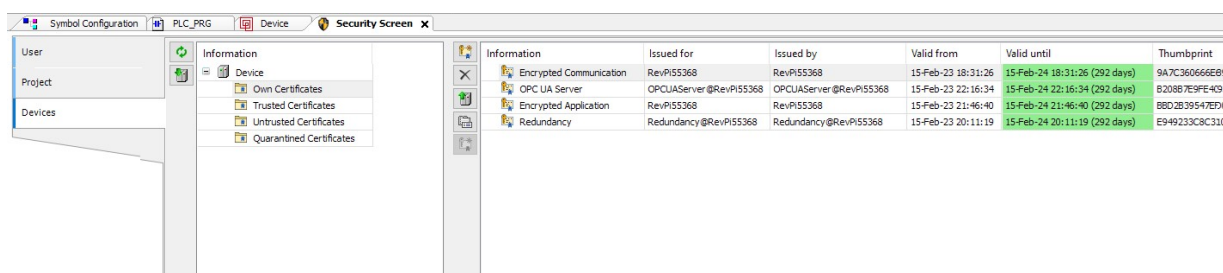 Symbol Configuration PLC_PRG Device Security Screen X
User
Project
Devices
Information
Device
Own Certificates
Trusted Certificates
Untrusted Certificates
Quarantined Certificates
Information Issued for Issued by Valid from Valid until Thumbprint
Encrypted Communication RevPi55368 RevPi55368 15-Feb-23 18:31:26 15-Feb-24 18:31:26 (292 days)
OPC UA Server OPCUAServer@RevPi55368 OPCUAServer@RevPi55368 15-Feb-23 22:16:34 15-Feb-24 22:16:34 (292 days) B208B7E9FE409
Encrypted Application RevPi55368 RevPi55368 15-Feb-23 21:46:40 15-Feb-24 21:46:40 (292 days)
Redundancy Redundancy@RevPi55368 Redundancy@RevPi55368 15-Feb-23 20:11:19 15-Feb-24 20:11:19 (292 days) E949233C8C310